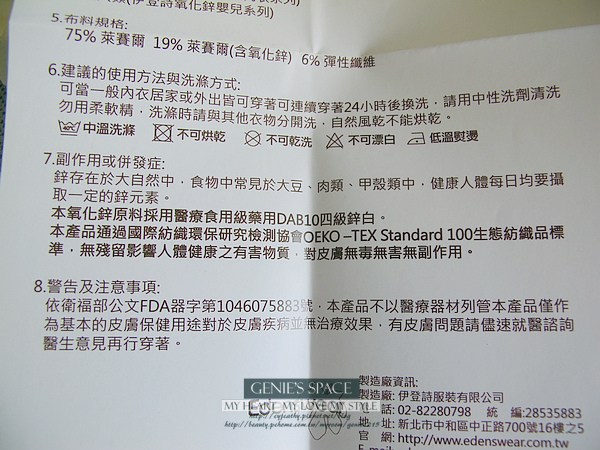 (伊登詩氧化鋅嬰兒系列)
5.布料規格:
75% 萊賽爾 19% 萊賽爾(含氧化鋅) 6% 彈性纖維
6.建議的使用方法與洗滌方式:
可當一般內衣居家或外出皆可穿著可連續穿著24小時後換洗，請用中性洗劑清洗
勿用柔軟精，洗滌時請與其他衣物分開洗，自然風乾不能烘乾。
中溫洗滌 不可烘乾 不可乾洗 不可漂白 低溫熨燙
7.副作用或併發症:
鋅存在於大自然中，食物中常見於大豆、肉類、甲殼類中，健康人體每日均要攝
取一定的鋅元素。
本氧化鋅原料採用醫療食用級藥用DAB10四級鋅白。
本產品通過國際紡織環保研究檢測協會OEKO –TEX Standard 100生態紡織品標
準，無殘留影響人體健康之有害物質，對皮膚無毒無害無副作用。
8.警告及注意事項:
依衛福部公文FDA器字第1046075883號，本產品不以醫療器材列管本產品僅作
為基本的皮膚保健用途對於皮膚疾病並無治療效果，有皮膚問題請儘速就醫諮詢
醫生意見再行穿著。
製造廠資訊:
製造廠：伊登詩服裝有限公司
話: 02-82280798 統 編:28535883
址: 新北市中和區中正路700號16樓之5
官 網: http://www.edenswear.com.tw
GENIE'S SPACE
MY HEART MY LOVE MY STYLE